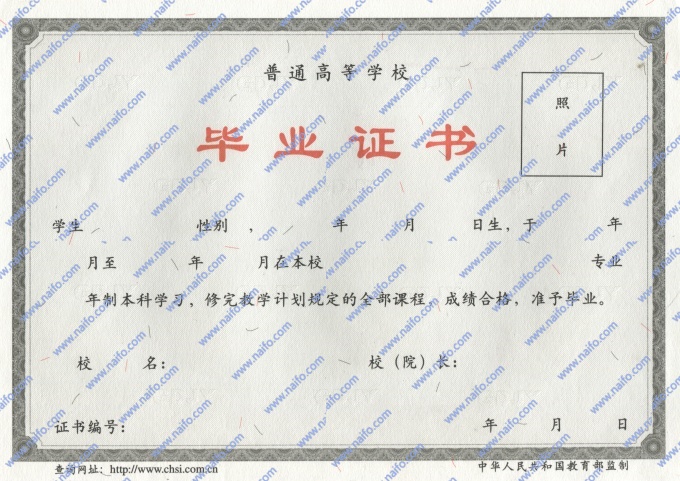 普通高等学校
毕业证书
照
片
学生 性别 , 年 月 日生, 于 年
月至 年 月在本校 专业
年制本科学习, 修完教学计划规定的全部课程, 成绩合格, 准予毕业。
校 名: 校（院）长:
证书编号: 年 月 日
查询网址: http://www.chsi.com.cn 中华人民共和国教育部监制
www.naifo.com